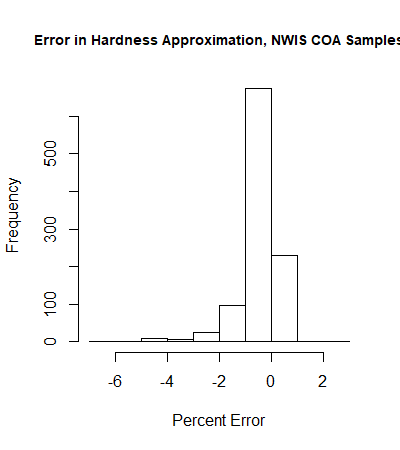 Error in Hardness Approximation, NWIS COA Samples
Frequency
500
300
100
0
-6 -4 -2 0 2
Percent Error